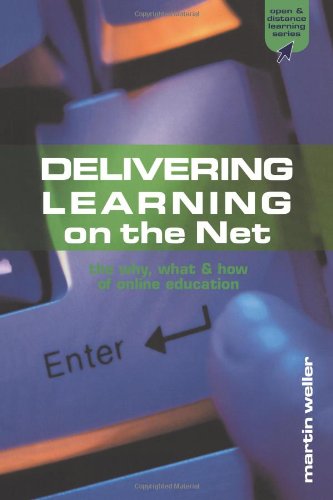 open &
distance
learning
series
DELIVERING
LEARNING
on the Net
the why, what & how
of online education
Enter
martin weller